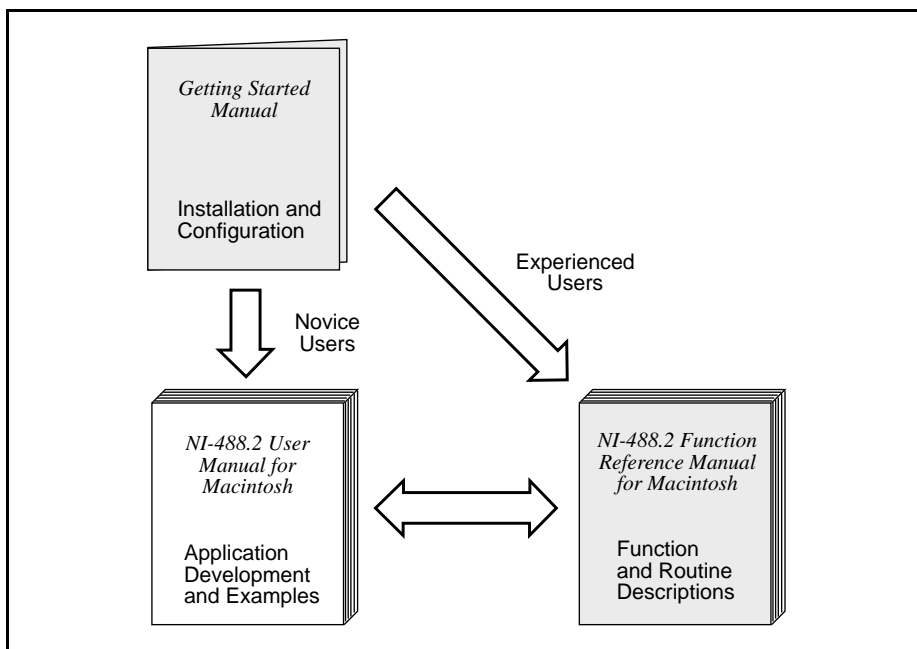 Getting Started
Manual
Installation and
Configuration
Experienced
Users
Novice
Users
NI-488.2 User
Manual for
Macintosh
Application
Development
and Examples
NI-488.2 Function
Reference Manual
for Macintosh
Function
and Routine
Descriptions